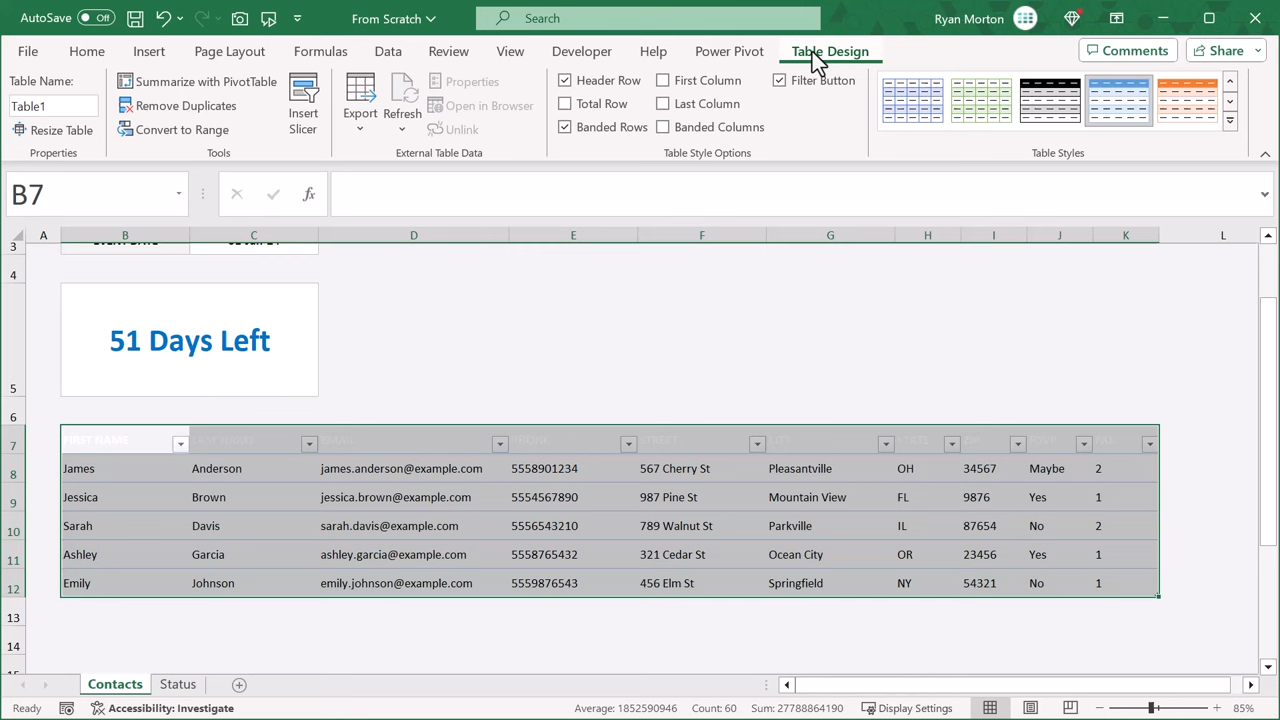 AutoSave Off From Scratch Search Ryan Morton
File Home Insert Page Layout Formulas Data Review View Developer Help Power Pivot Table Design Comments Share
Table Name:
Table1
Resize Table
Properties
Summarize with PivotTable
Remove Duplicates
Convert to Range
Insert
Slicer
Tools
Export
Refresh
Properties
Open in Browser
Unlink
External Table Data
Header Row First Column Filter Button
Total Row Last Column
Banded Rows Banded Columns
Table Style Options
Table Styles
B7 fx
A B C D E F G H I J K L
3
4
5 51 Days Left
6
7 FIRST NAME LAST NAME
8 James Anderson james.anderson@example.com 5558901234 567 Cherry St Pleasantville OH 34567 Maybe 2
9 Jessica Brown jessica.brown@example.com 5554567890 987 Pine St Mountain View FL 9876 Yes 1
10 Sarah Davis sarah.davis@example.com 5556543210 789 Walnut St Parkville IL 87654 No 2
11 Ashley Garcia ashley.garcia@example.com 5558765432 321 Cedar St Ocean City OR 23456 Yes 1
12 Emily Johnson emily.johnson@example.com 5559876543 456 Elm St Springfield NY 54321 No 1
13
14
Contacts Status
Ready Accessibility: Investigate Average: 1852590946 Count: 60 Sum: 27788864190 Display Settings 85%